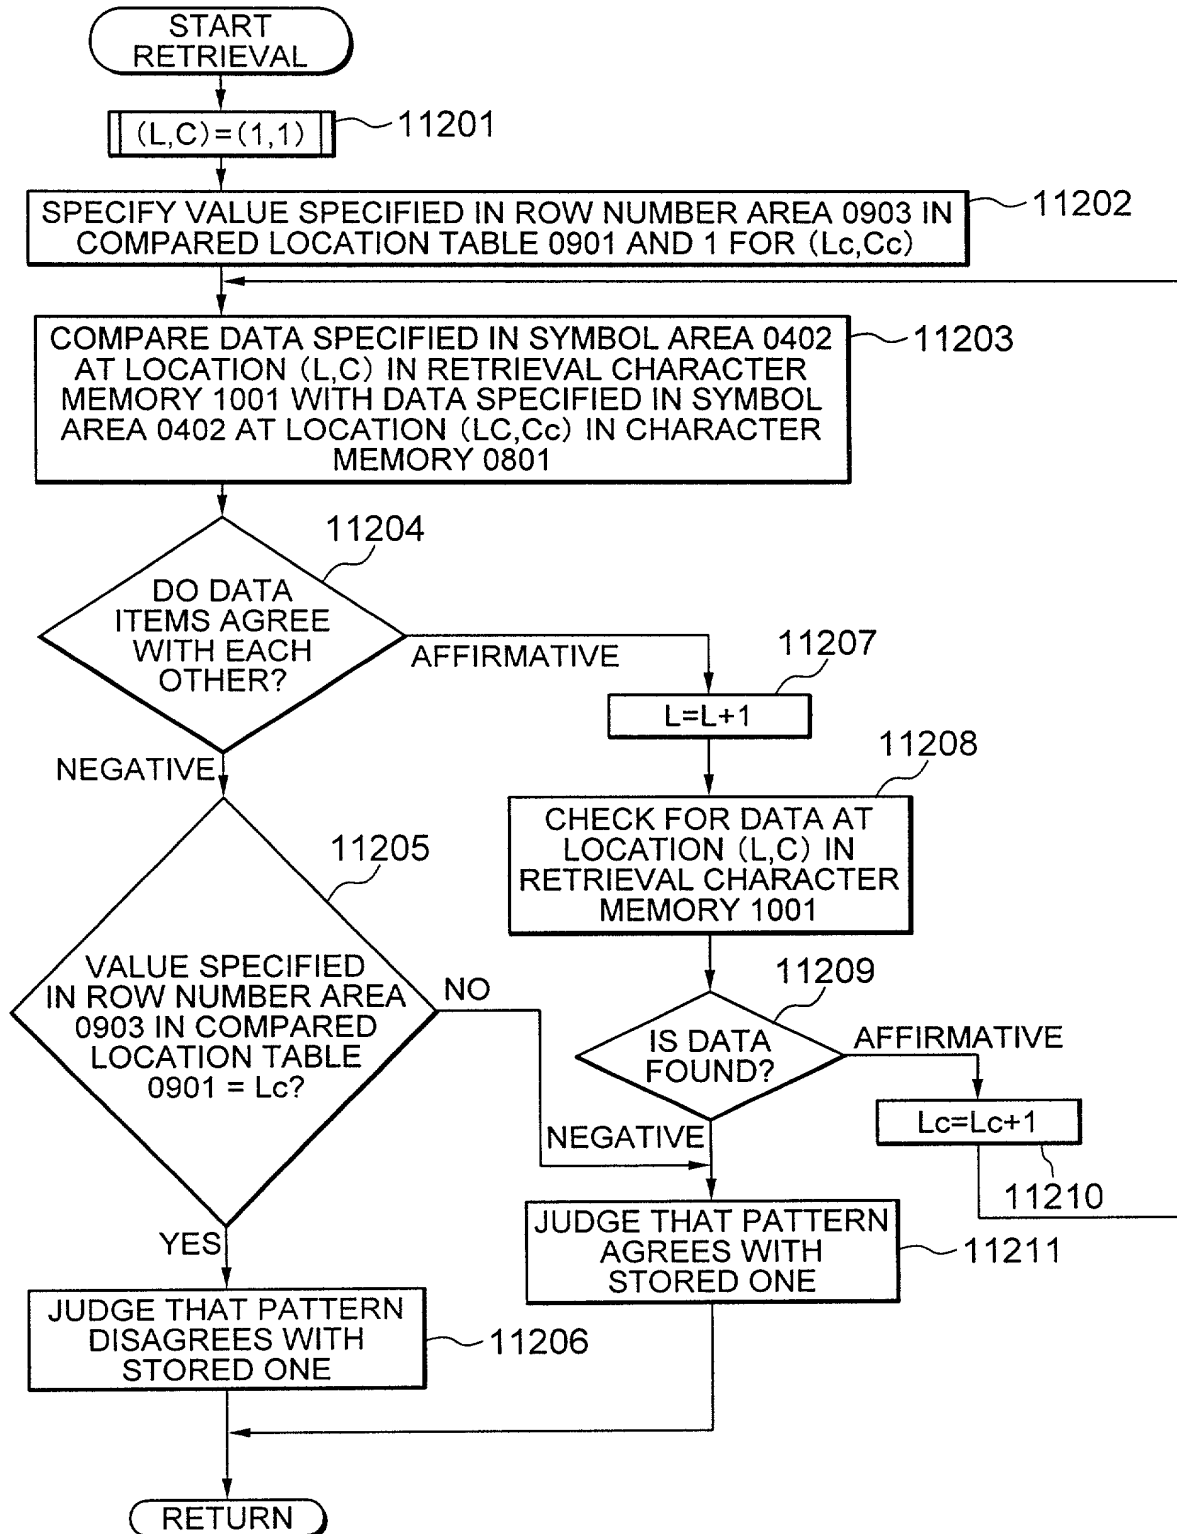 START
RETRIEVAL
(L,C)=(1,1)
11201
SPECIFY VALUE SPECIFIED IN ROW NUMBER AREA 0903 IN
COMPARED LOCATION TABLE 0901 AND 1 FOR (Lc,Cc)
11202
COMPARE DATA SPECIFIED IN SYMBOL AREA 0402
AT LOCATION (L,C) IN RETRIEVAL CHARACTER
MEMORY 1001 WITH DATA SPECIFIED IN SYMBOL
AREA 0402 AT LOCATION (LC,Cc) IN CHARACTER
MEMORY 0801
11203
11204
DO DATA
ITEMS AGREE
WITH EACH
OTHER?
AFFIRMATIVE
NEGATIVE
11207
L=L+1
11208
CHECK FOR DATA AT
LOCATION (L,C) IN
RETRIEVAL CHARACTER
MEMORY 1001
11205
VALUE SPECIFIED
IN ROW NUMBER AREA
0903 IN COMPARED
LOCATION TABLE
0901 = Lc?
NO
YES
11209
IS DATA
FOUND?
AFFIRMATIVE
NEGATIVE
Lc=Lc+1
11210
JUDGE THAT PATTERN
AGREES WITH
STORED ONE
11211
JUDGE THAT PATTERN
DISAGREES WITH
STORED ONE
11206
RETURN